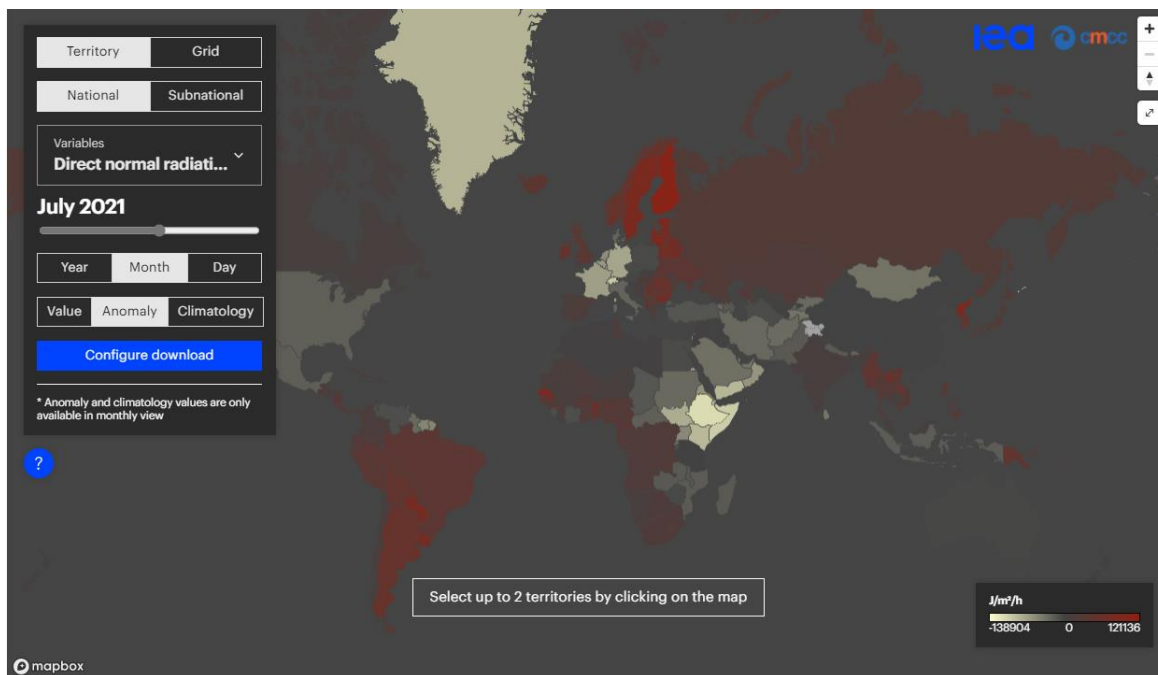 Territory Grid
National Subnational
Variables
Direct normal radiati...
July 2021
Year Month Day
Value Anomaly Climatology
Configure download
* Anomaly and climatology values are only
available in monthly view
?
iea cmcc
Select up to 2 territories by clicking on the map
J/m²/h
-138904 0 121136
mapbox